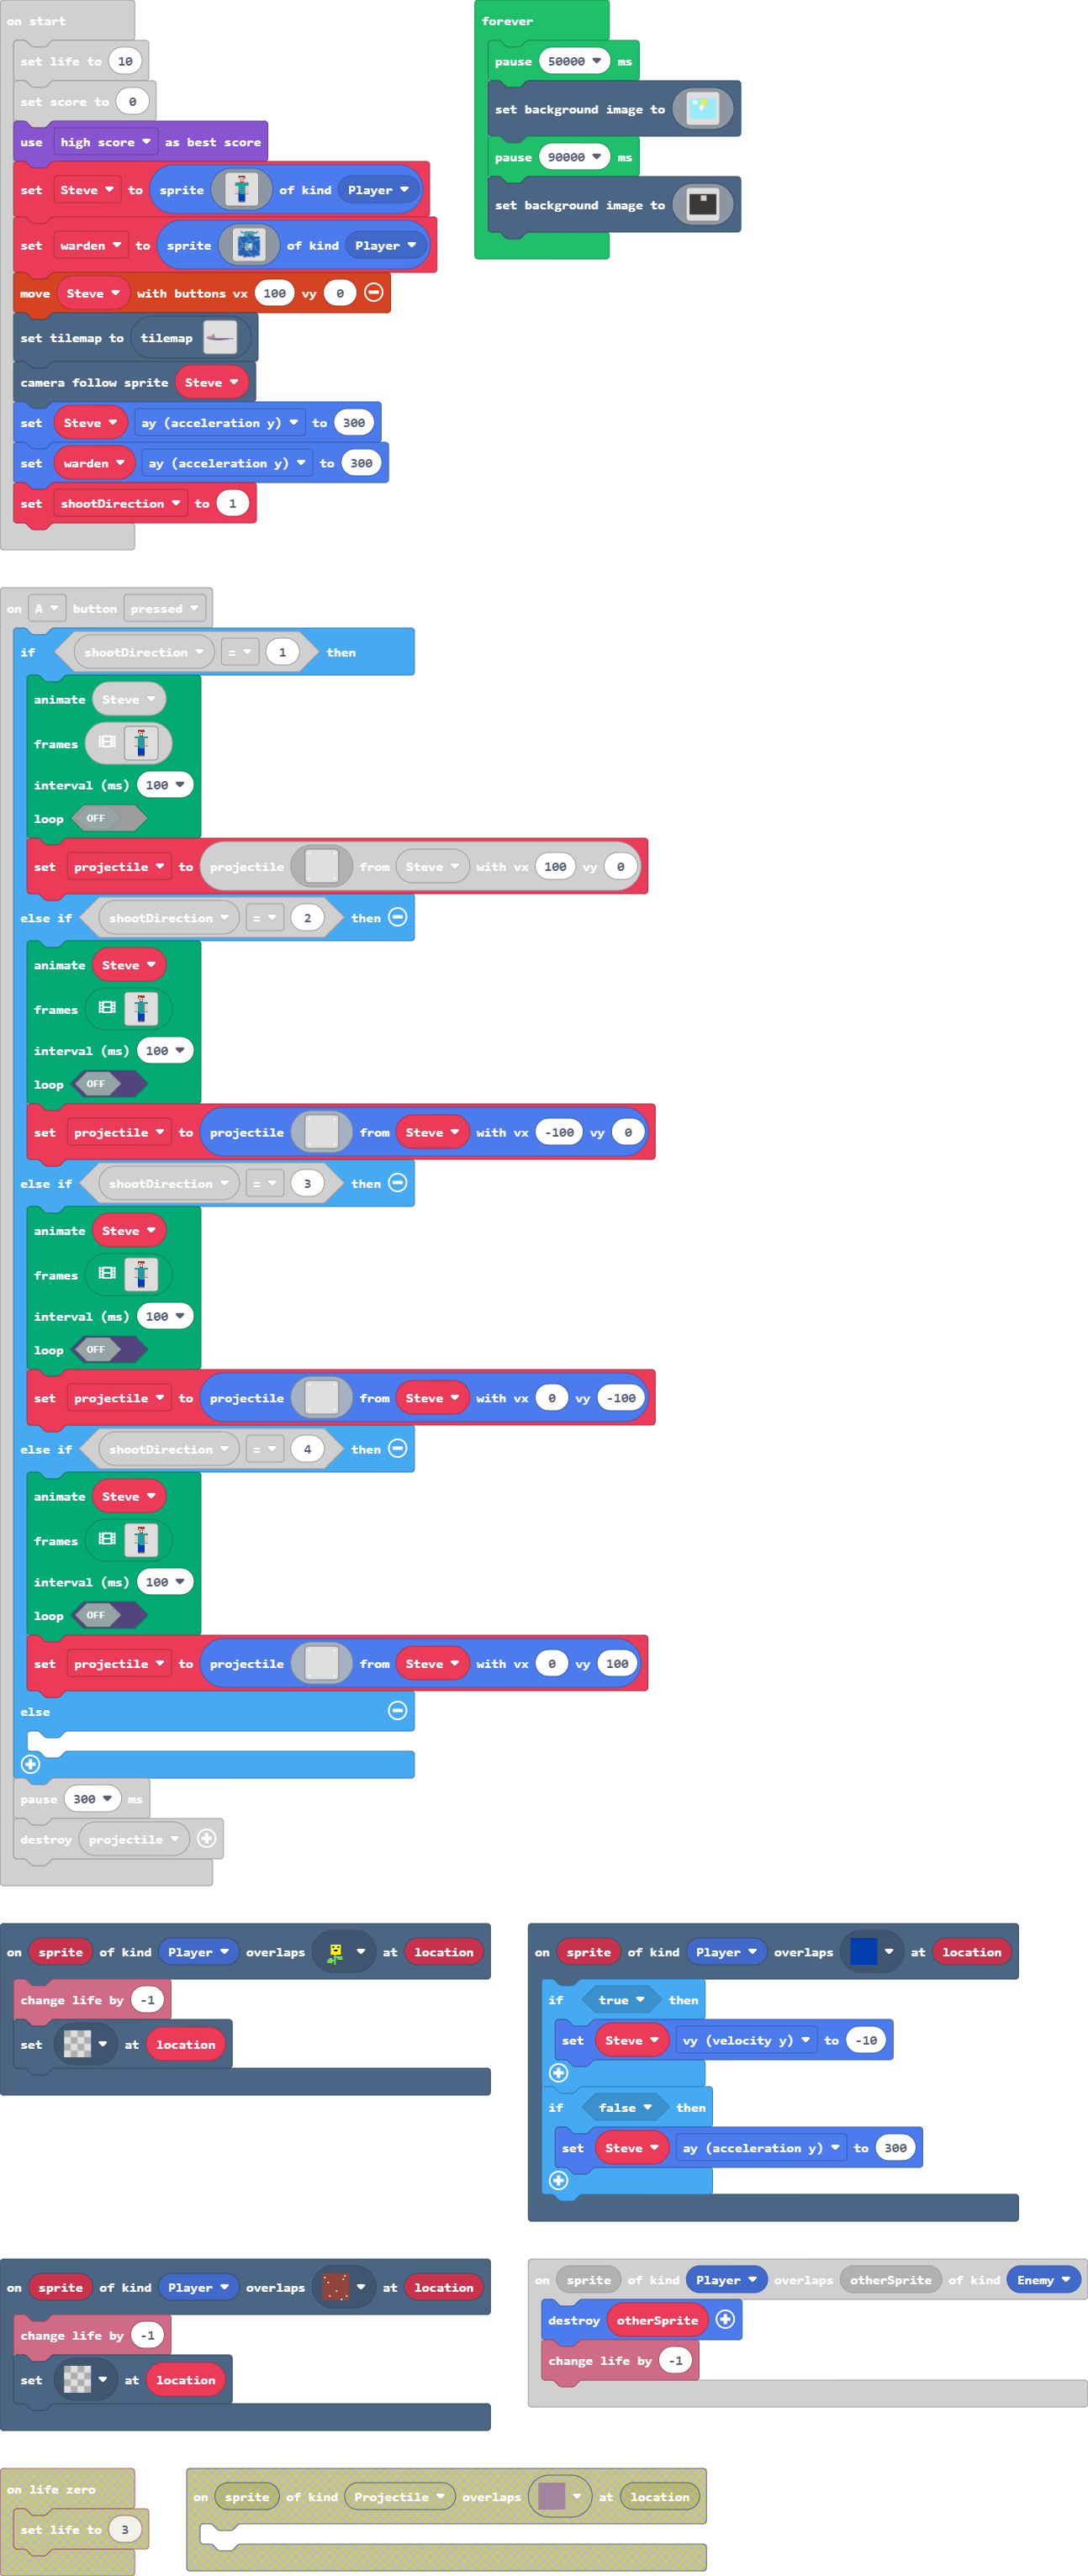 on start
set life to 10
set score to 0
use high score as best score
set Steve to sprite of kind Player
set warden to sprite of kind Player
move Steve with buttons vx 100 vy 0
set tilemap to tilemap
camera follow sprite Steve
set Steve ay (acceleration y) to 300
set warden ay (acceleration y) to 300
set shootDirection to 1
forever
pause 50000 ms
set background image to
pause 90000 ms
set background image to
on A button pressed
if shootDirection = 1 then
animate Steve
frames
interval (ms) 100
loop OFF
set projectile to projectile from Steve with vx 100 vy 0
else if shootDirection = 2 then
animate Steve
frames
interval (ms) 100
loop OFF
set projectile to projectile from Steve with vx -100 vy 0
else if shootDirection = 3 then
animate Steve
frames
interval (ms) 100
loop OFF
set projectile to projectile from Steve with vx 0 vy -100
else if shootDirection = 4 then
animate Steve
frames
interval (ms) 100
loop OFF
set projectile to projectile from Steve with vx 0 vy 100
else
pause 300 ms
destroy projectile
on sprite of kind Player overlaps at location
change life by -1
set at location
on sprite of kind Player overlaps at location
if true then
set Steve vy (velocity y) to -10
if false then
set Steve ay (acceleration y) to 300
on sprite of kind Player overlaps at location
change life by -1
set at location
on sprite of kind Player overlaps otherSprite of kind Enemy
destroy otherSprite
change life by -1
on life zero
set life to 3
on sprite of kind Projectile overlaps at location